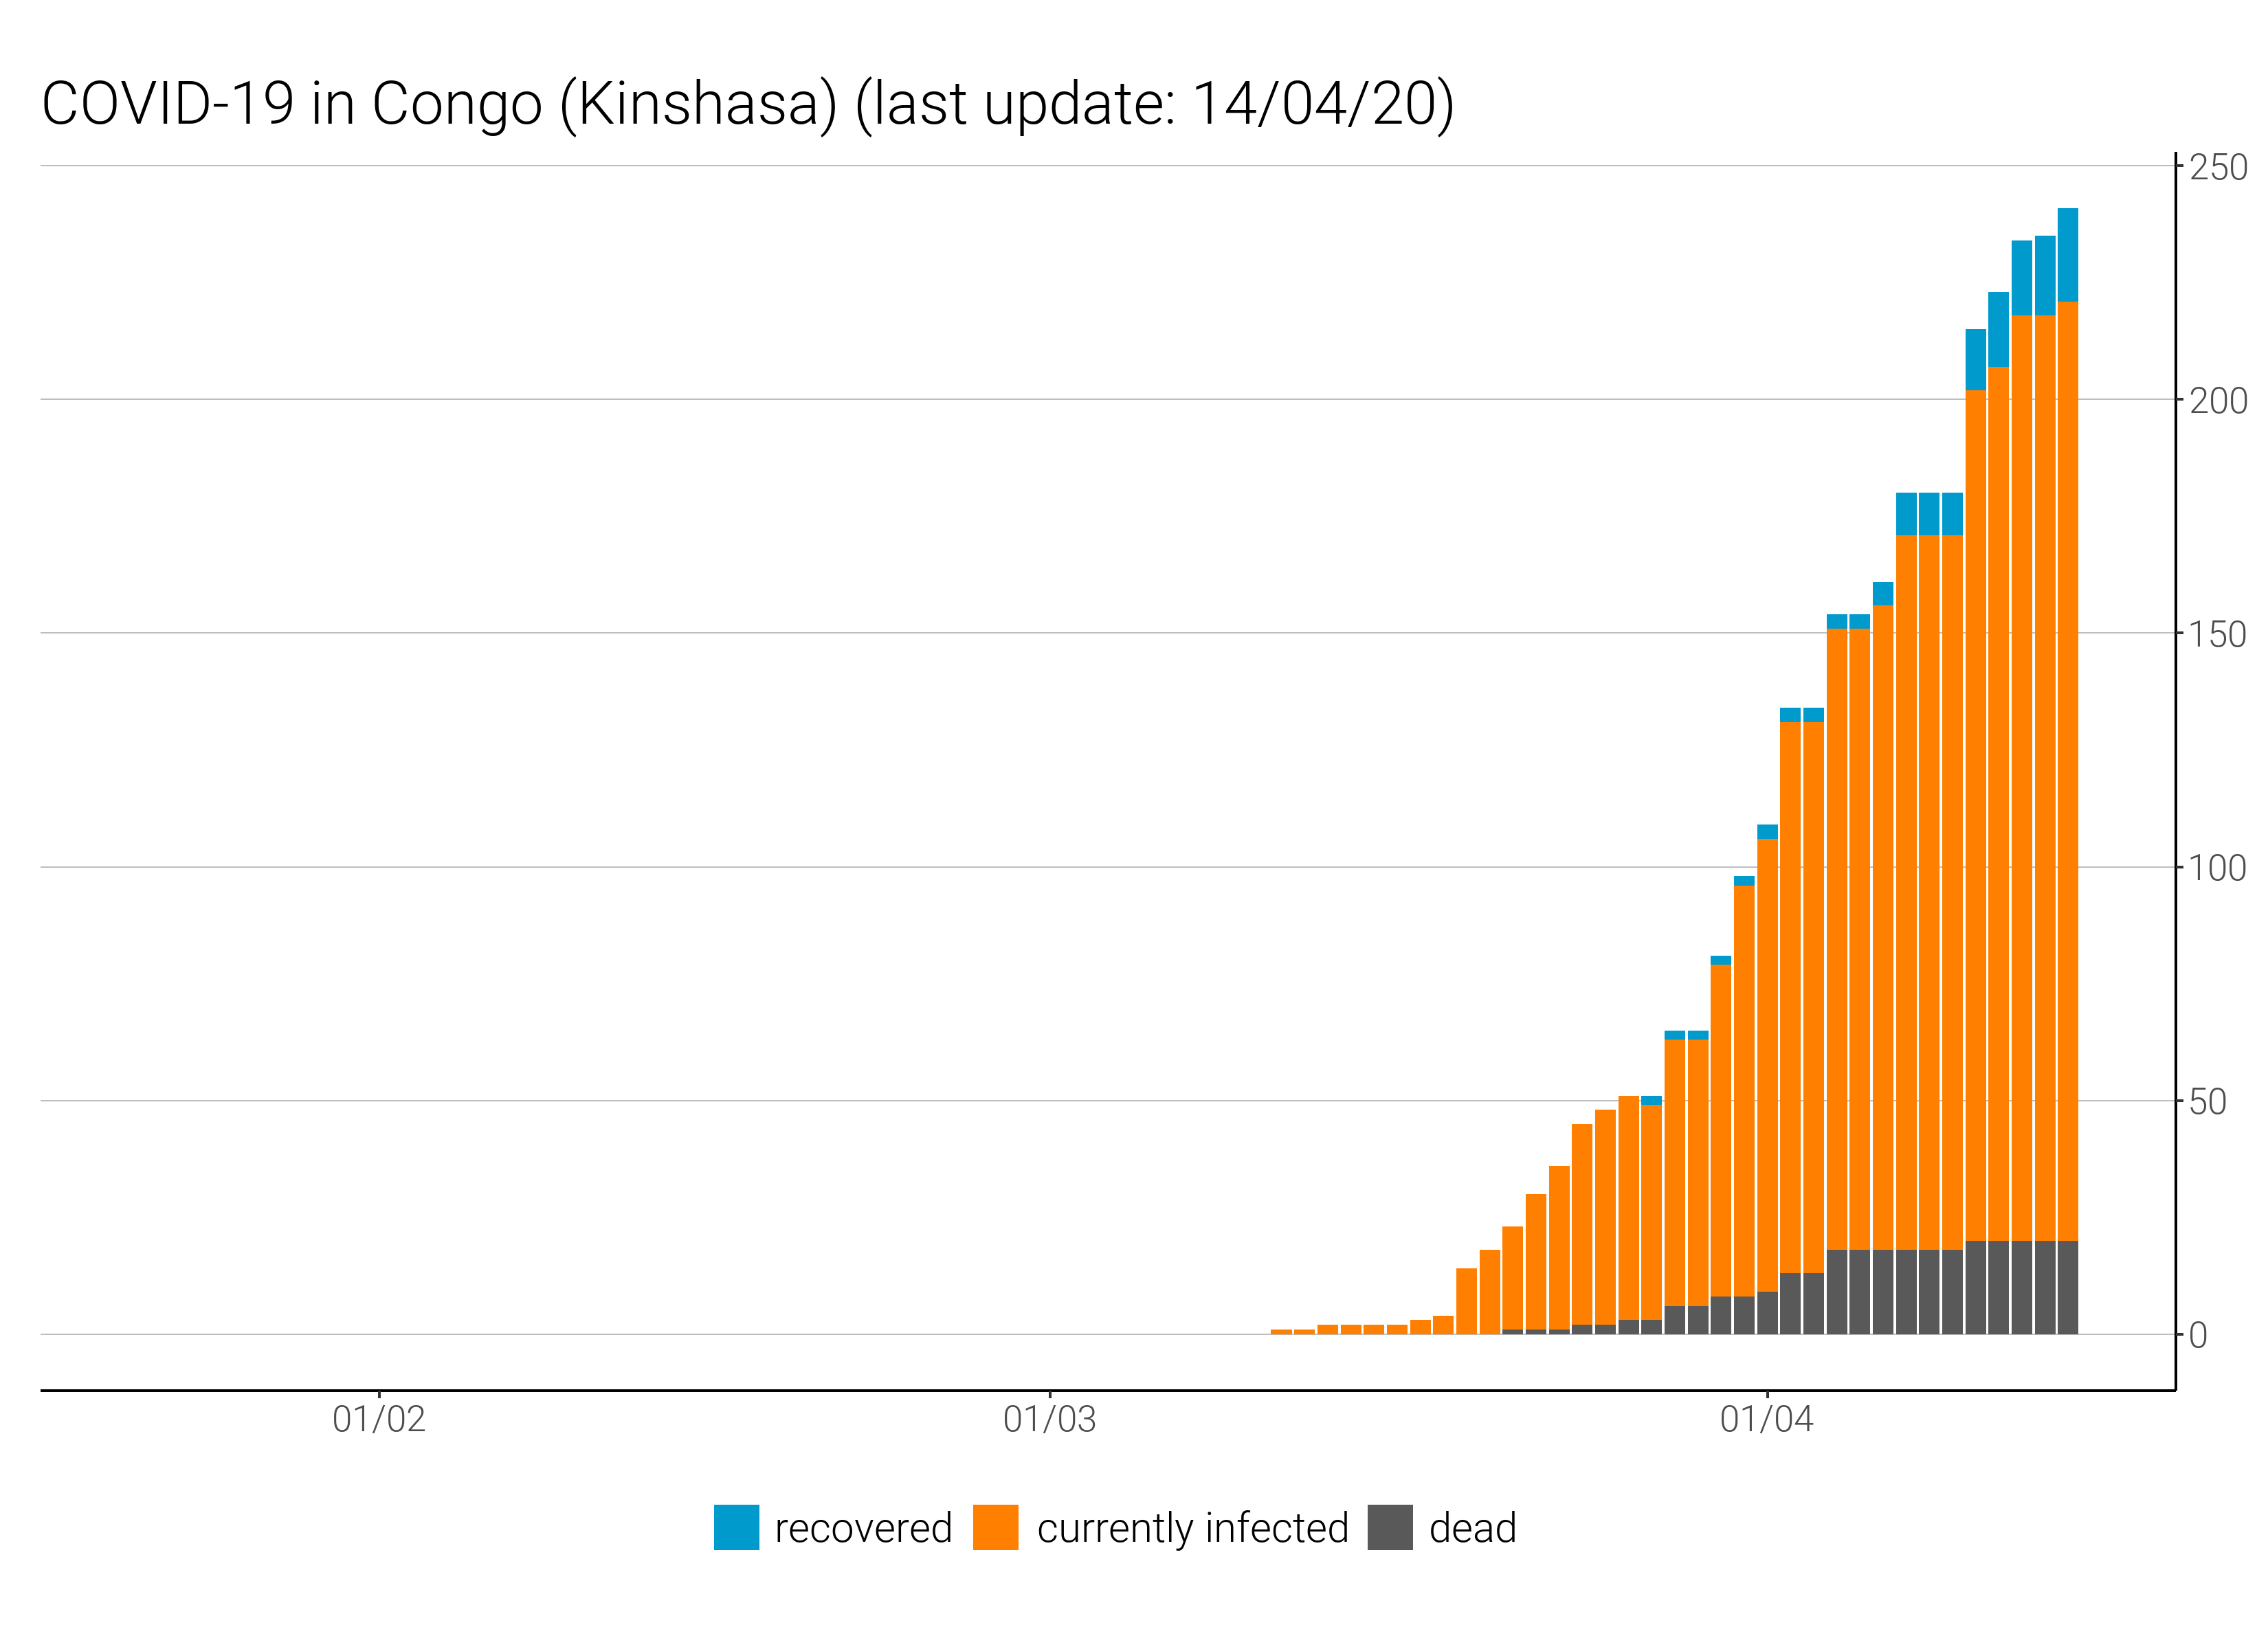 COVID-19 in Congo (Kinshasa) (last update: 14/04/20)
250
200
150
100
50
0
01/02 01/03 01/04
recovered currently infected dead